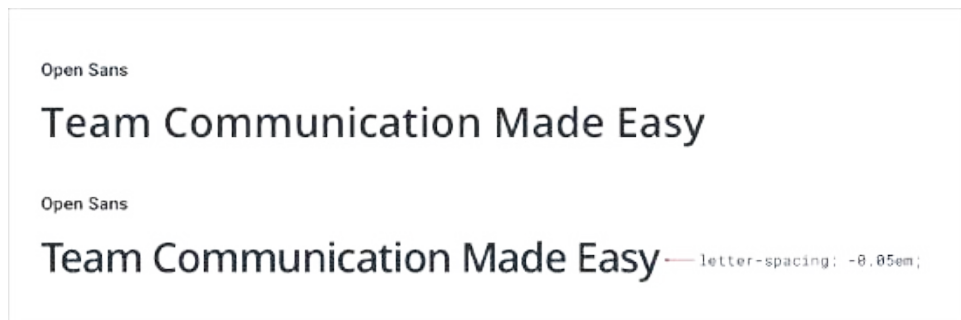 Open Sans
Team Communication Made Easy
Open Sans
Team Communication Made Easy letter-spacing: -0.05em;